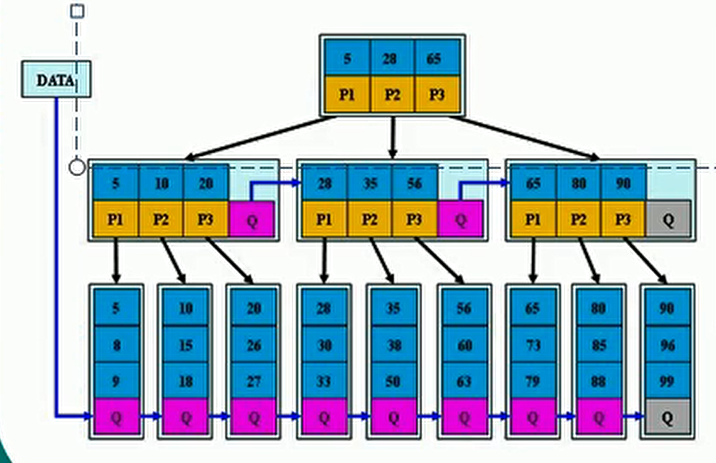 5 28 65
DATA
P1 P2 P3
5 10 20
28 35 56
65 80 90
P1 P2 P3 Q
P1 P2 P3 Q
P1 P2 P3 Q
5 10 20 28 35 56 65 80 90
8 15 26 30 38 60 73 85 96
9 18 27 33 50 63 79 88 99
Q Q Q Q Q Q Q Q Q